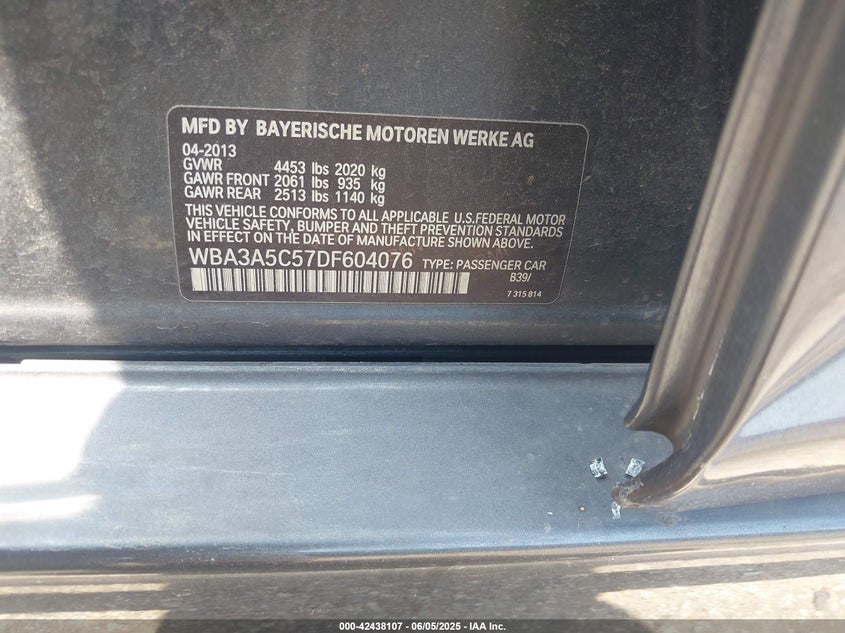 MFD BY BAYERISCHE MOTOREN WERKE AG
04-2013
GVWR 4453 lbs 2020 kg
GAWR FRONT 2061 lbs 935 kg
GAWR REAR 2513 lbs 1140 kg
THIS VEHICLE CONFORMS TO ALL APPLICABLE U.S.FEDERAL MOTOR
VEHICLE SAFETY, BUMPER AND THEFT PREVENTION STANDARDS
IN EFFECT ON THE DATE OF MANUFACTURE SHOWN ABOVE.
WBA3A5C57DF604076 TYPE: PASSENGER CAR
B39/
7 315 814
000-42438107 - 06/05/2025 - IAA Inc.